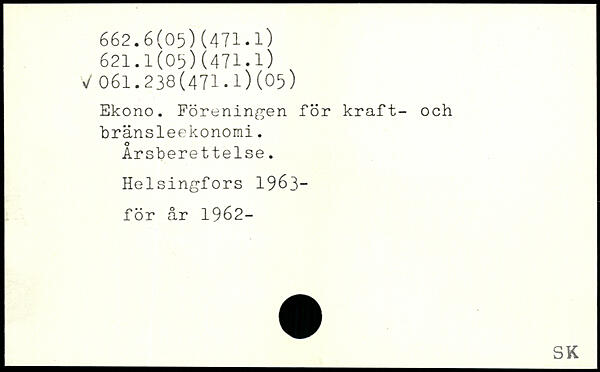 662.6(05)(471.1)
621.1(05)(471.1)
√ 061.238(471.1)(05)
Ekono. Föreningen för kraft- och
bränsleekonomi.
Årsberettelse.
Helsingfors 1963-
för år 1962-
SK